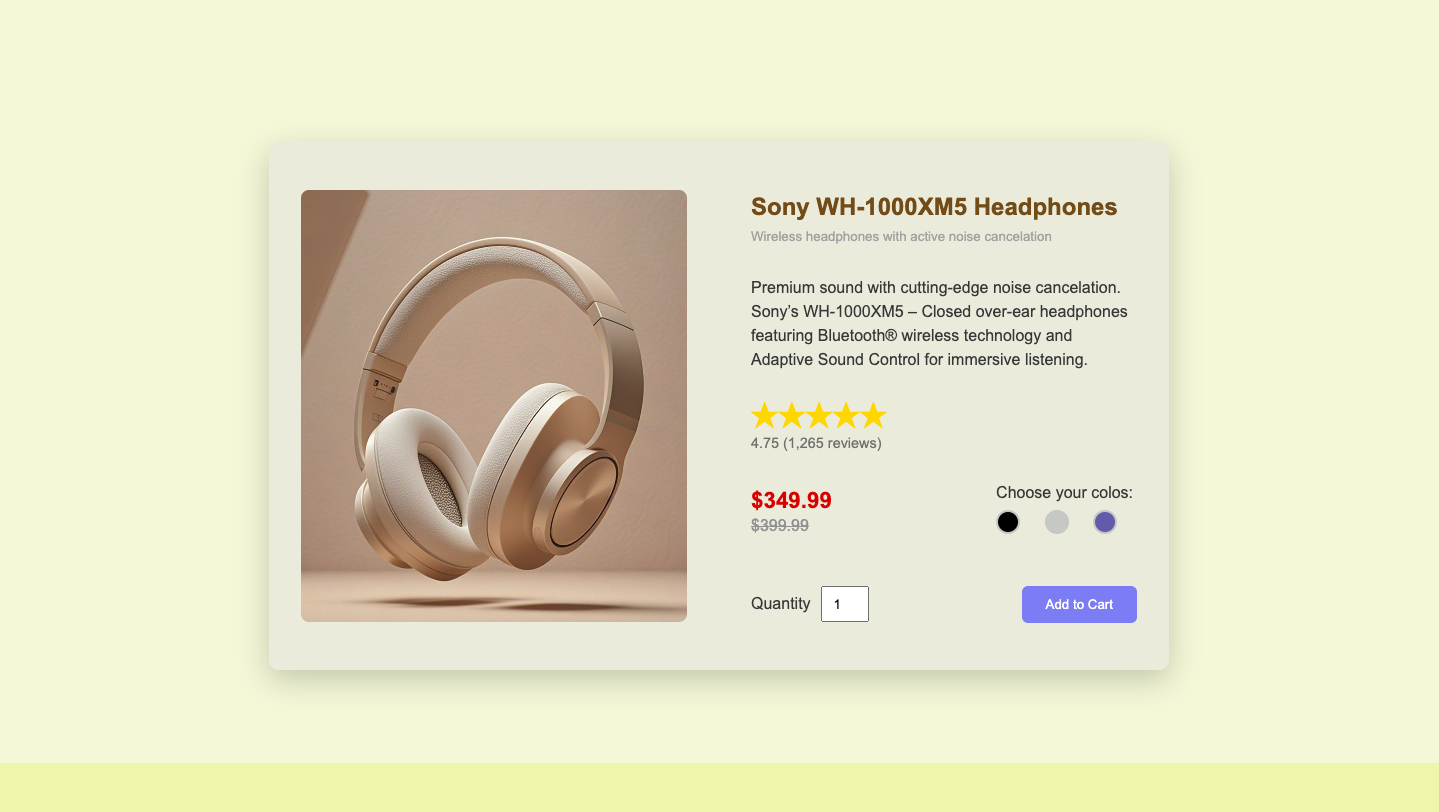 Sony WH-1000XM5 Headphones
Wireless headphones with active noise cancelation
Premium sound with cutting-edge noise cancelation.
Sony’s WH-1000XM5 – Closed over-ear headphones
featuring Bluetooth® wireless technology and
Adaptive Sound Control for immersive listening.
4.75 (1,265 reviews)
$349.99
$399.99
Choose your colos:
Quantity 1
Add to Cart